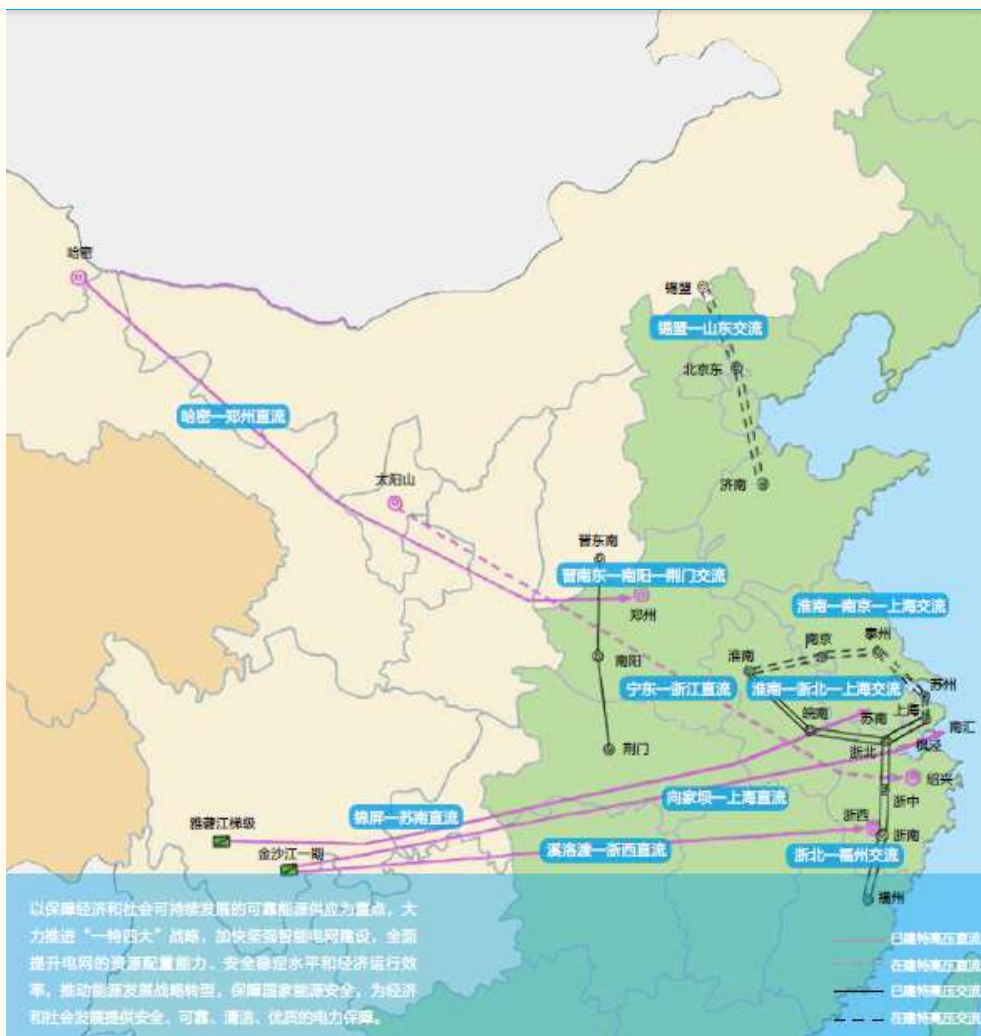 哈密
锡盟
锡盟—山东交流
北京东
哈密—郑州直流
太阳山
济南
晋东南
晋南东—南阳—荆门交流
郑州
淮南—南京—上海交流
南京
泰州
南阳
淮南
宁东—浙江直流
淮南—浙北—上海交流
苏州
皖南
苏南
上海
南汇
荆门
浙北
枫泾
绍兴
向家坝—上海直流
浙中
锦屏—苏南直流
浙西
雅砻江梯级
浙南
金沙江一期
溪洛渡—浙西直流
浙北—福州交流
福州
以保障经济和社会可持续发展的可靠能源供应为重点，大
力推进“一特四大”战略，加快坚强智能电网建设，全面
提升电网的资源配置能力、安全稳定水平和经济运行效
率，推动能源发展战略转型，保障国家能源安全，为经济
和社会发展提供安全、可靠、清洁、优质的电力保障。
已建特高压直流
在建特高压直流
已建特高压交流
在建特高压交流